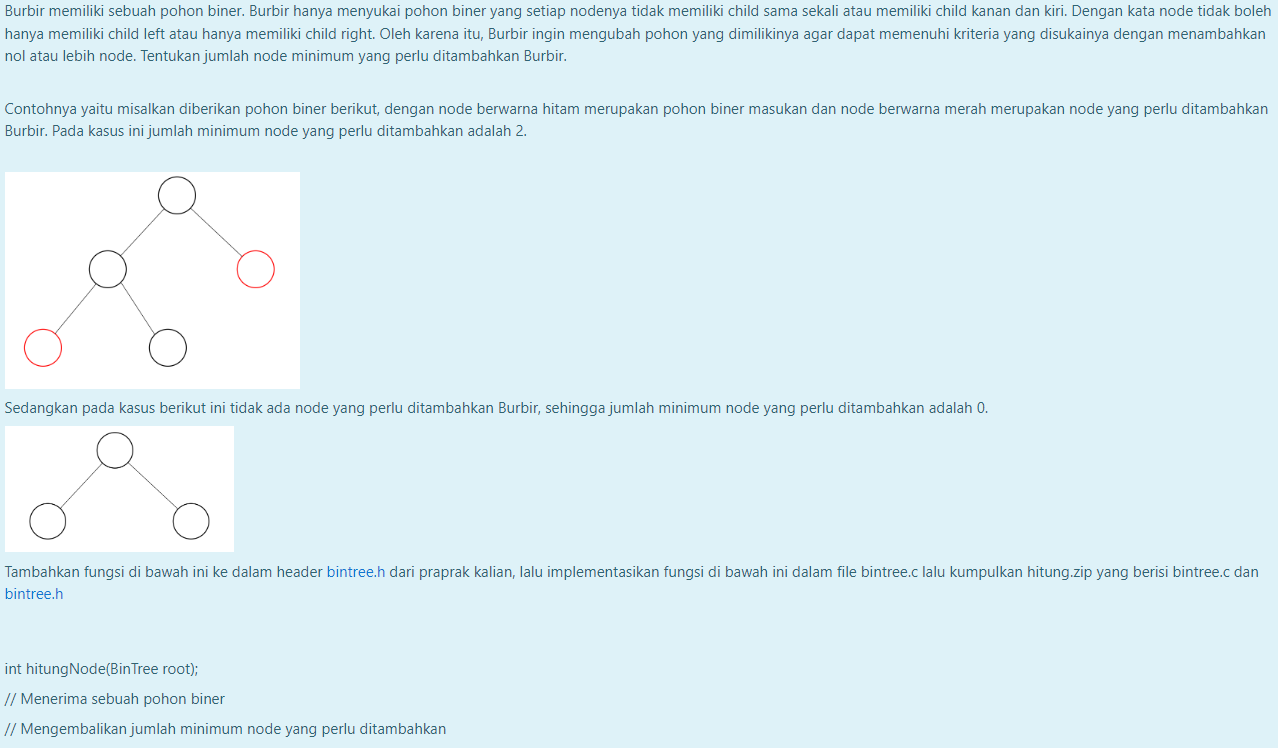 Burbir memiliki sebuah pohon biner. Burbir hanya menyukai pohon biner yang setiap nodenya tidak memiliki child sama sekali atau memiliki child kanan dan kiri. Dengan kata node tidak boleh
hanya memiliki child left atau hanya memiliki child right. Oleh karena itu, Burbir ingin mengubah pohon yang dimilikinya agar dapat memenuhi kriteria yang disukainya dengan menambahkan
nol atau lebih node. Tentukan jumlah node minimum yang perlu ditambahkan Burbir.
Contohnya yaitu misalkan diberikan pohon biner berikut, dengan node berwarna hitam merupakan pohon biner masukan dan node berwarna merah merupakan node yang perlu ditambahkan
Burbir. Pada kasus ini jumlah minimum node yang perlu ditambahkan adalah 2.
Sedangkan pada kasus berikut ini tidak ada node yang perlu ditambahkan Burbir, sehingga jumlah minimum node yang perlu ditambahkan adalah 0.
Tambahkan fungsi di bawah ini ke dalam header bintree.h dari praprak kalian, lalu implementasikan fungsi di bawah ini dalam file bintree.c lalu kumpulkan hitung.zip yang berisi bintree.c dan
bintree.h
int hitungNode(BinTree root);
// Menerima sebuah pohon biner
// Mengembalikan jumlah minimum node yang perlu ditambahkan